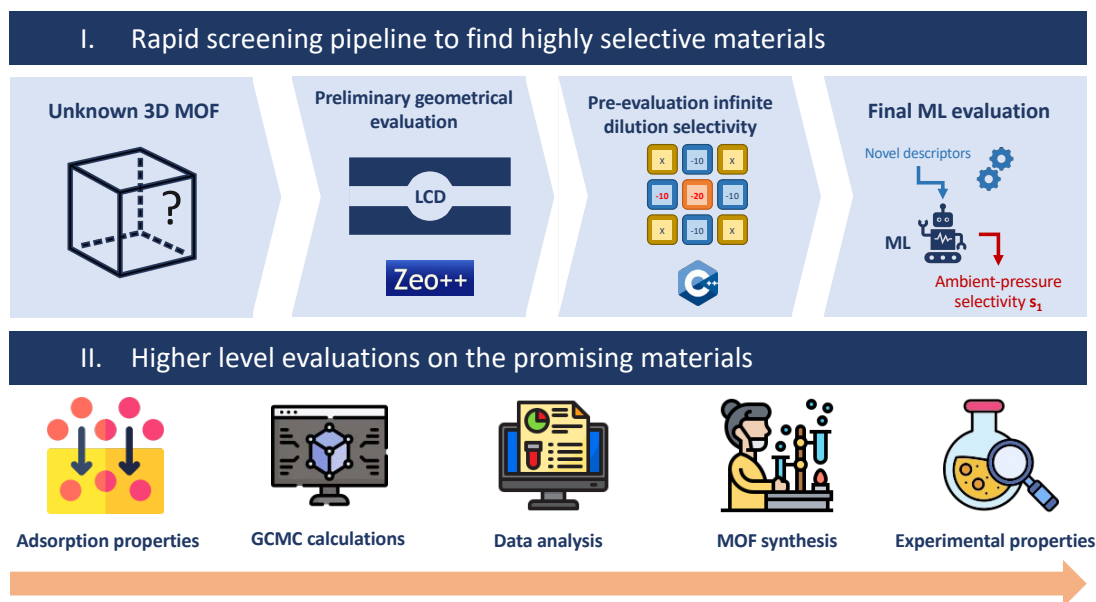 I. Rapid screening pipeline to find highly selective materials
Unknown 3D MOF
?
Preliminary geometrical
evaluation
LCD
Zeo++
Pre-evaluation infinite
dilution selectivity
X -10 X
-10 -20 -10
X -10 X
C++
Final ML evaluation
Novel descriptors
ML
Ambient-pressure
selectivity s₁
II. Higher level evaluations on the promising materials
Adsorption properties
GCMC calculations
Data analysis
MOF synthesis
Experimental properties